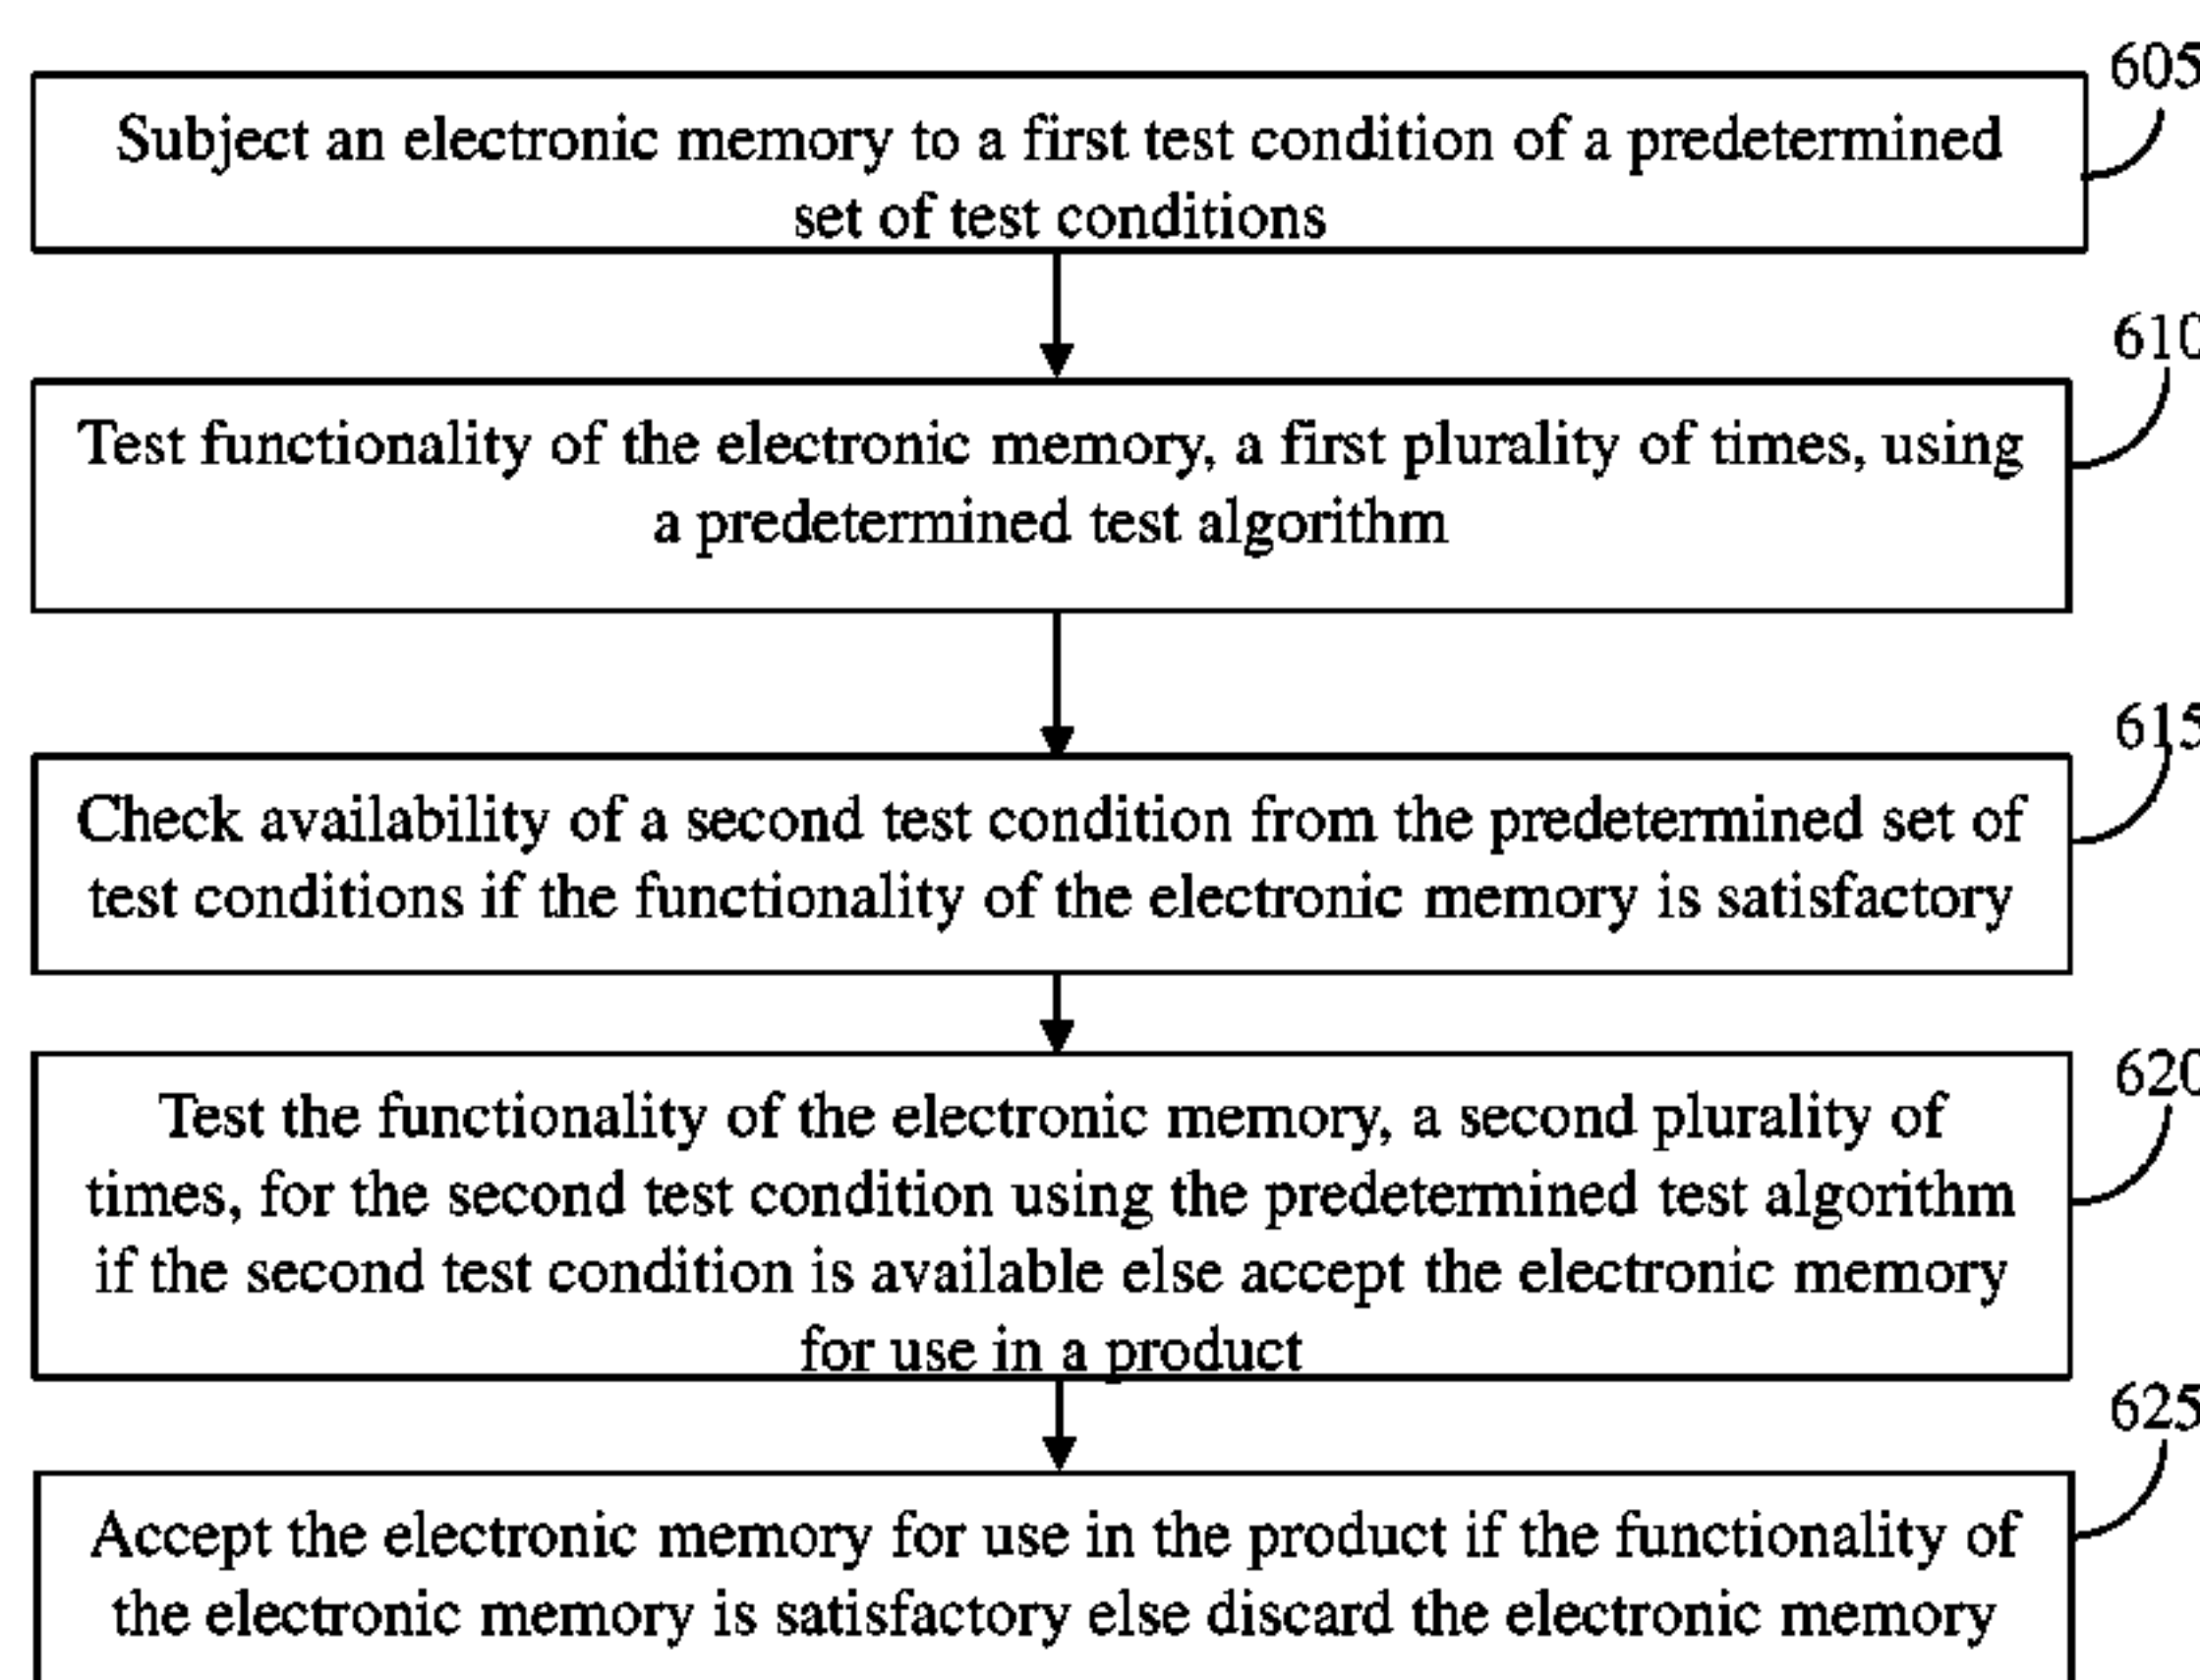 605
Subject an electronic memory to a first test condition of a predetermined
set of test conditions
610
Test functionality of the electronic memory, a first plurality of times, using
a predetermined test algorithm
615
Check availability of a second test condition from the predetermined set of
test conditions if the functionality of the electronic memory is satisfactory
620
Test the functionality of the electronic memory, a second plurality of
times, for the second test condition using the predetermined test algorithm
if the second test condition is available else accept the electronic memory
for use in a product
625
Accept the electronic memory for use in the product if the functionality of
the electronic memory is satisfactory else discard the electronic memory